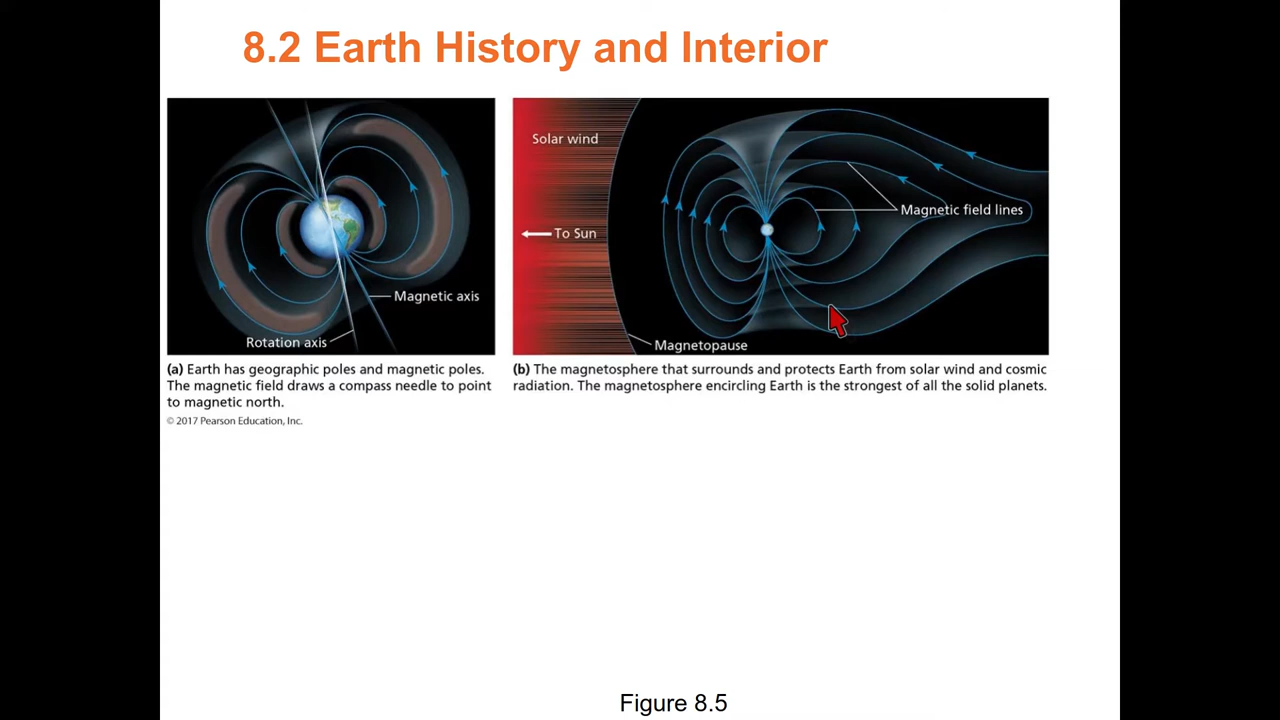 8.2 Earth History and Interior
Magnetic axis
Rotation axis
Solar wind
To Sun
Magnetic field lines
Magnetopause
(a) Earth has geographic poles and magnetic poles.
The magnetic field draws a compass needle to point
to magnetic north.
(b) The magnetosphere that surrounds and protects Earth from solar wind and cosmic
radiation. The magnetosphere encircling Earth is the strongest of all the solid planets.
© 2017 Pearson Education, Inc.
Figure 8.5